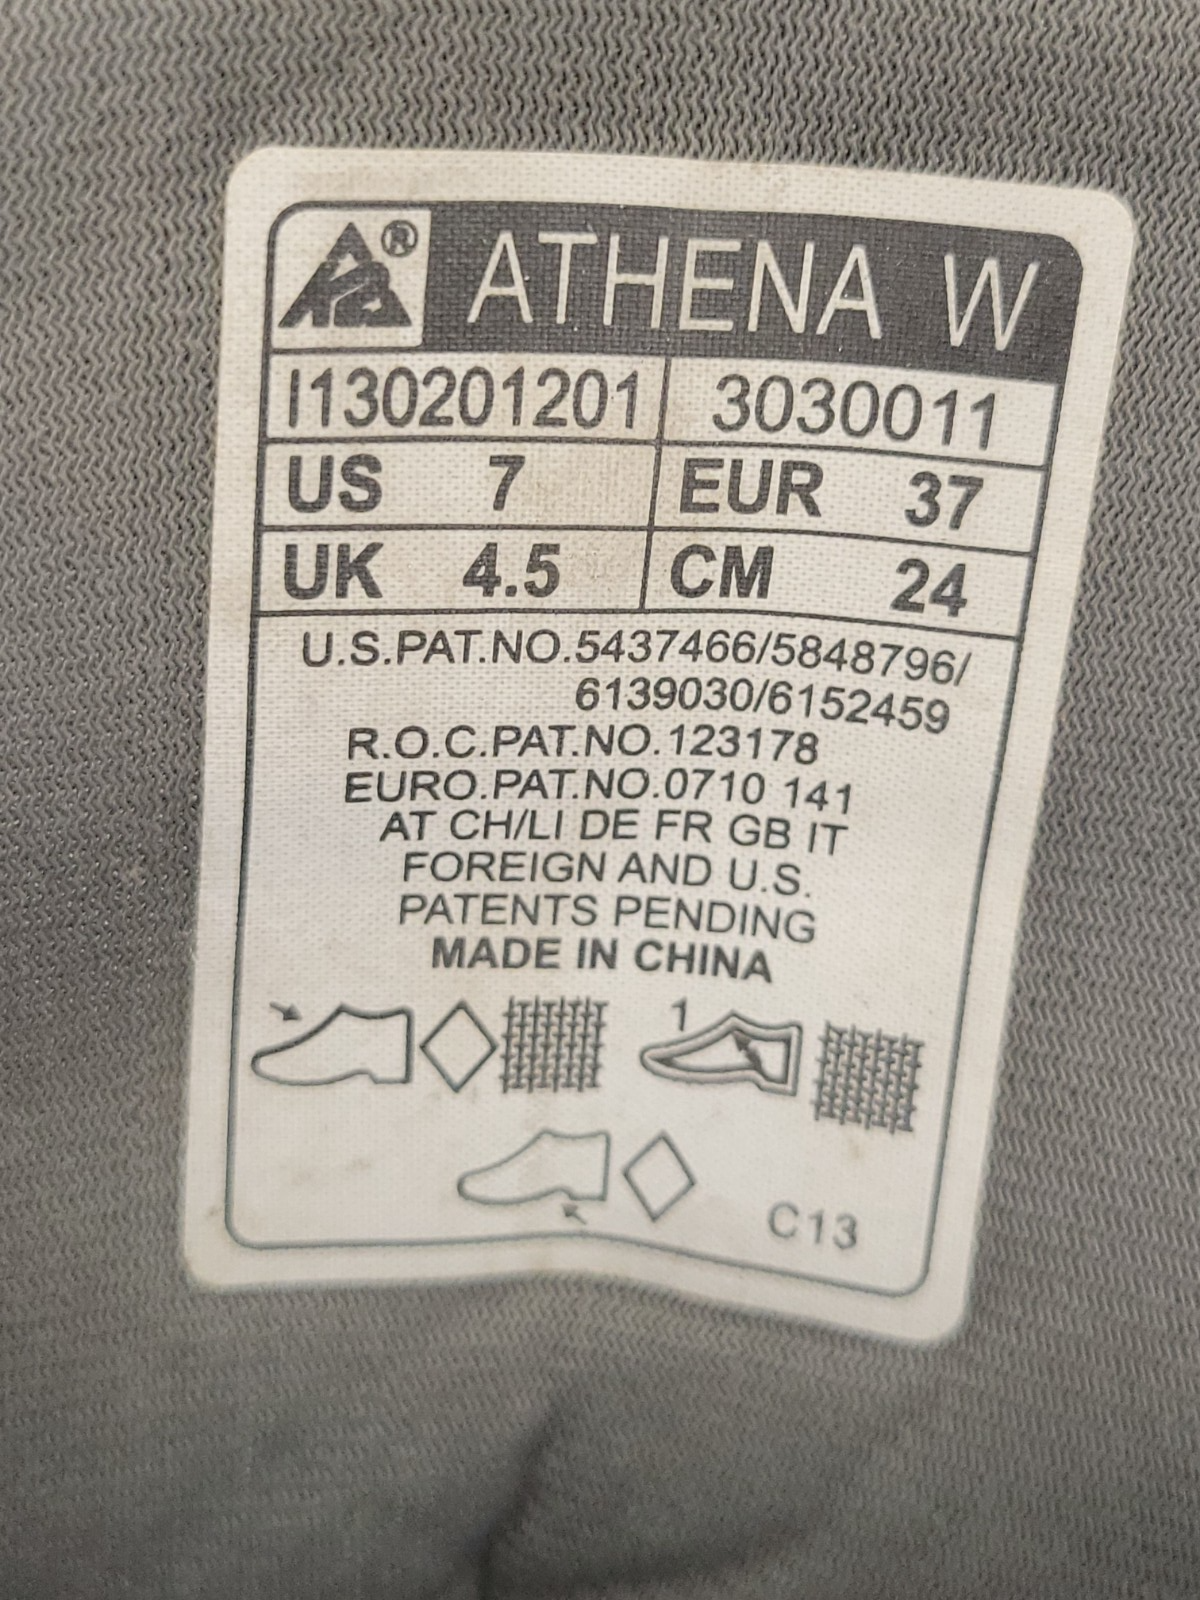 ® ATHENA W
I130201201 3030011
US 7 EUR 37
UK 4.5 CM 24
U.S.PAT.NO.5437466/5848796/
6139030/6152459
R.O.C.PAT.NO.123178
EURO.PAT.NO.0710 141
AT CH/LI DE FR GB IT
FOREIGN AND U.S.
PATENTS PENDING
MADE IN CHINA
1
C13